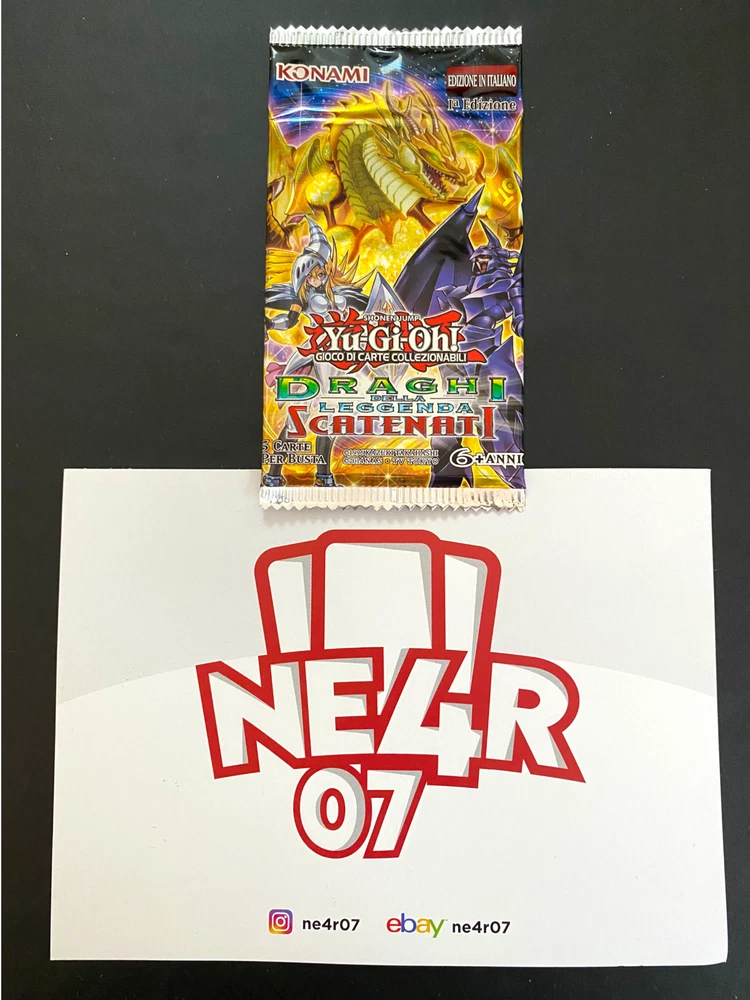 KONAMI
EDIZIONE IN ITALIANO
1ª Edizione
SHONEN JUMP
Yu-Gi-Oh!
GIOCO DI CARTE COLLEZIONABILI
DRAGHI
DELLA
LEGGENDA
SCATENATI
CARTE
PER BUSTA
6+ANNI
NE4R
07
ne4r07
ebay ne4r07